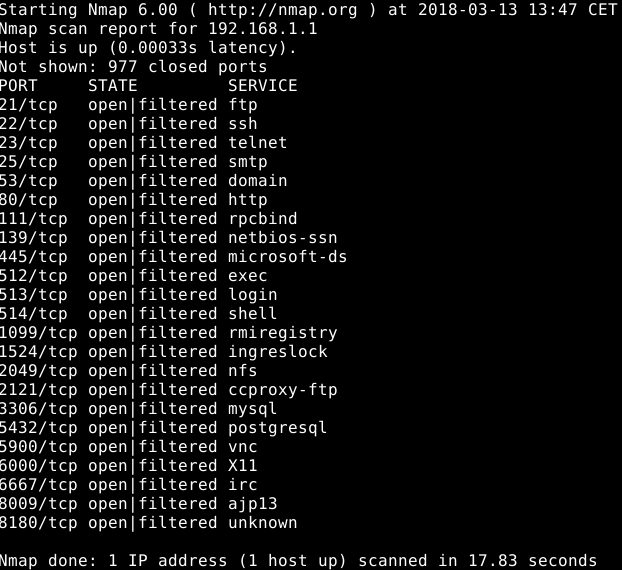 Starting Nmap 6.00 ( http://nmap.org ) at 2018-03-13 13:47 CET
Nmap scan report for 192.168.1.1
Host is up (0.00033s latency).
Not shown: 977 closed ports
PORT     STATE         SERVICE
21/tcp   open|filtered ftp
22/tcp   open|filtered ssh
23/tcp   open|filtered telnet
25/tcp   open|filtered smtp
53/tcp   open|filtered domain
80/tcp   open|filtered http
111/tcp  open|filtered rpcbind
139/tcp  open|filtered netbios-ssn
445/tcp  open|filtered microsoft-ds
512/tcp  open|filtered exec
513/tcp  open|filtered login
514/tcp  open|filtered shell
1099/tcp open|filtered rmiregistry
1524/tcp open|filtered ingreslock
2049/tcp open|filtered nfs
2121/tcp open|filtered ccproxy-ftp
3306/tcp open|filtered mysql
5432/tcp open|filtered postgresql
5900/tcp open|filtered vnc
6000/tcp open|filtered X11
6667/tcp open|filtered irc
8009/tcp open|filtered ajp13
8180/tcp open|filtered unknown
Nmap done: 1 IP address (1 host up) scanned in 17.83 seconds